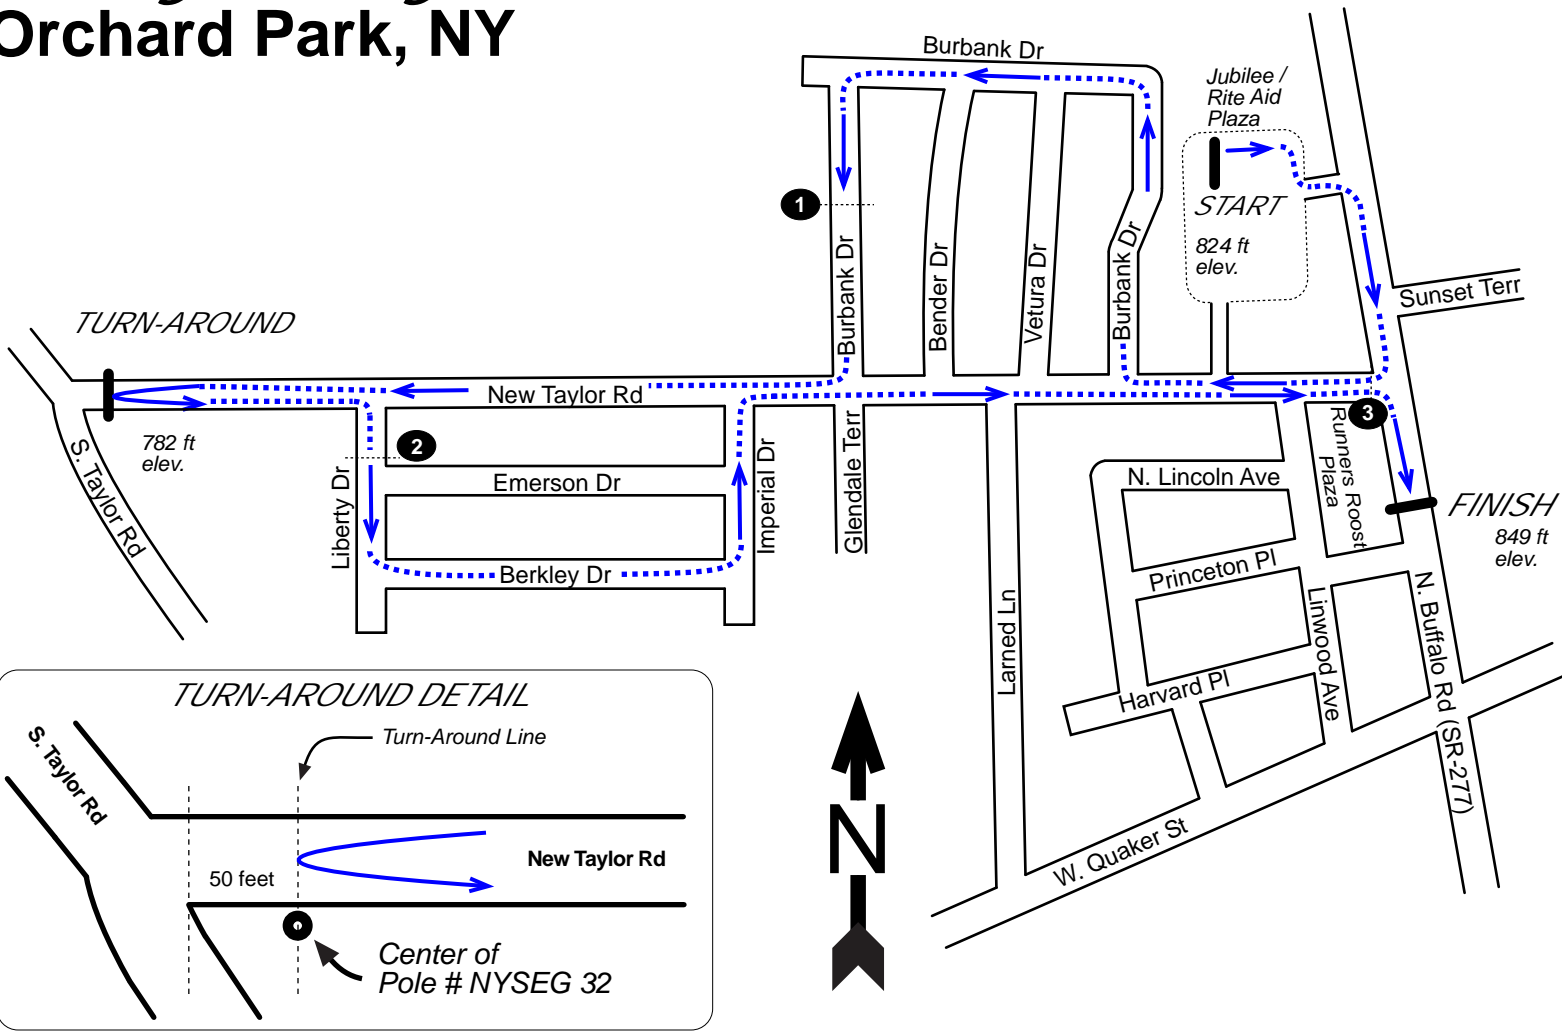 Orchard Park, NY
Burbank Dr
Jubilee /
Rite Aid
Plaza
START
824 ft
elev.
1
Burbank Dr
Bender Dr
Vetura Dr
Burbank Dr
Sunset Terr
TURN-AROUND
New Taylor Rd
782 ft
elev.
S. Taylor Rd
2
Liberty Dr
Emerson Dr
Berkley Dr
Imperial Dr
Glendale Terr
Larned Ln
3
Runners Roost
Plaza
N. Lincoln Ave
Princeton Pl
Harvard Pl
Linwood Ave
FINISH
849 ft
elev.
N. Buffalo Rd (SR-277)
W. Quaker St
N
TURN-AROUND DETAIL
Turn-Around Line
S. Taylor Rd
New Taylor Rd
50 feet
Center of
Pole # NYSEG 32